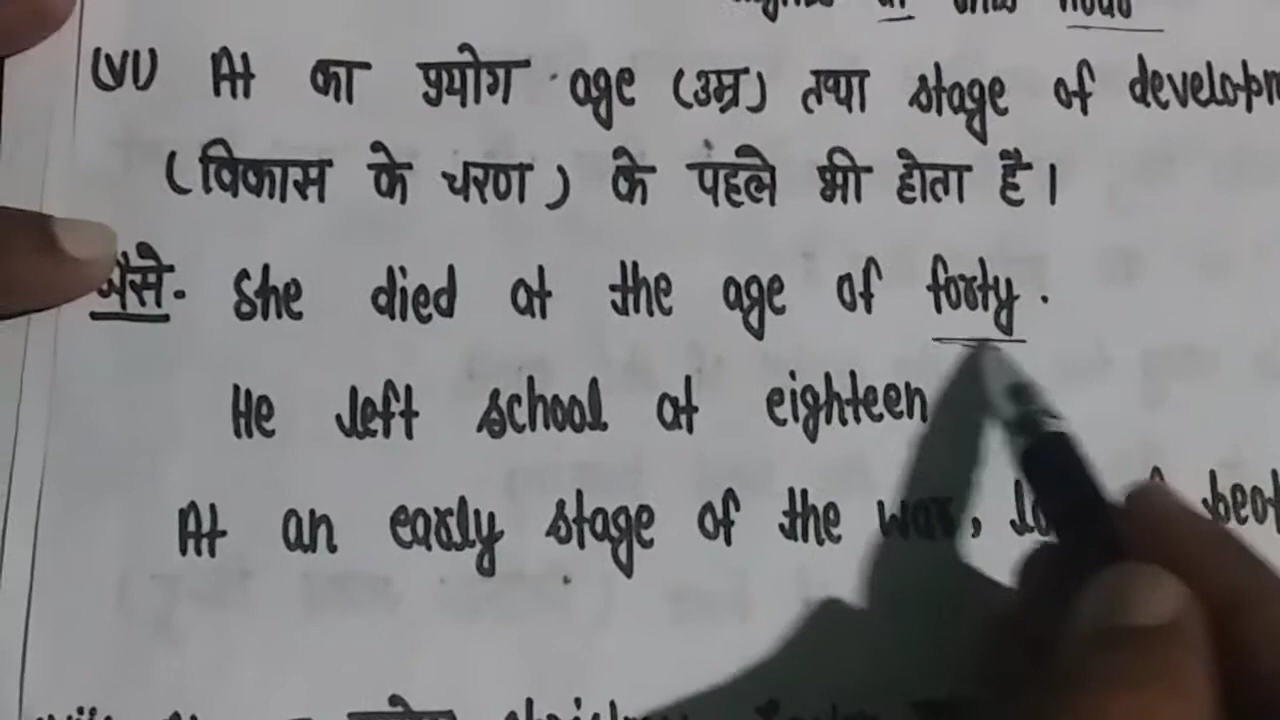 (VI) At का प्रयोग age (उम्र) तथा stage of
(विकास के चरण) के पहले भी होता है।
जैसे- She died at the age of forty.
He left school at eighteen
At an early stage of the war,